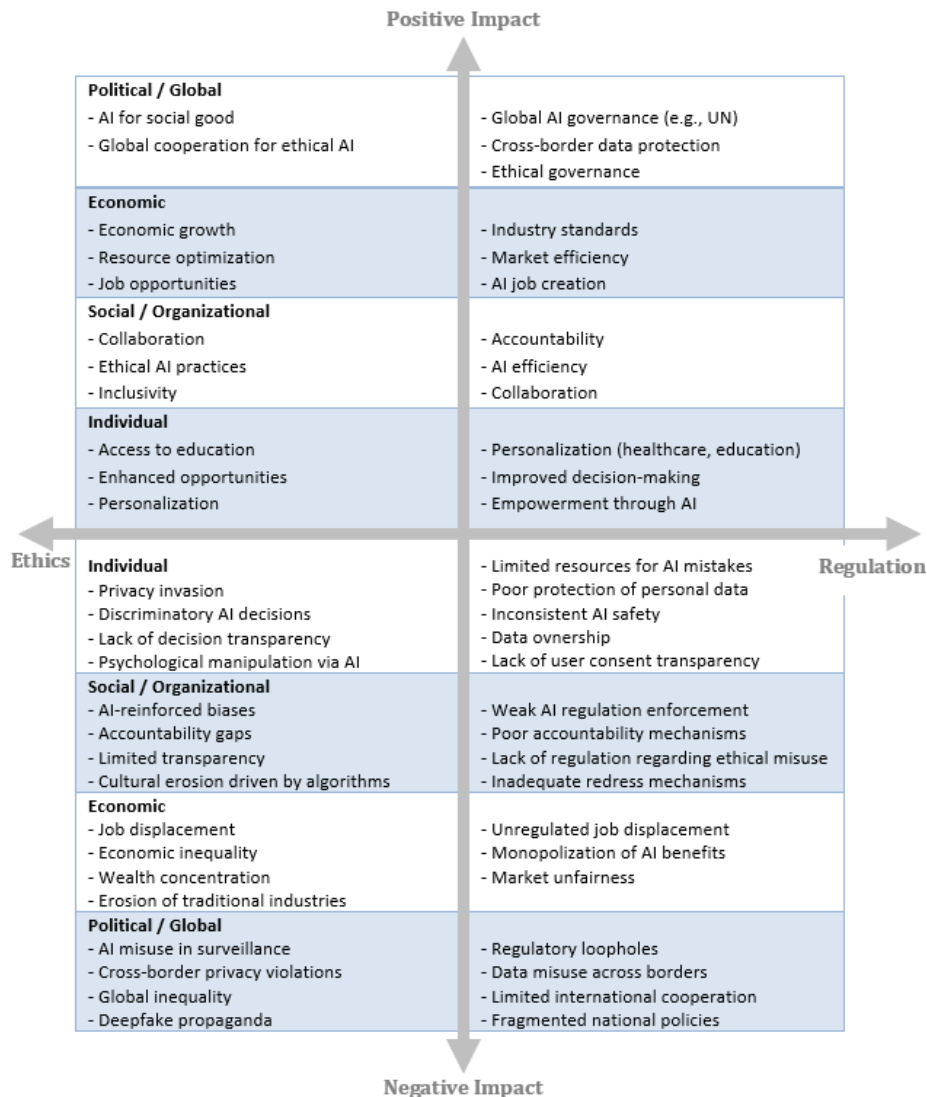 Positive Impact
Political / Global
- AI for social good
- Global cooperation for ethical AI
- Global AI governance (e.g., UN)
- Cross-border data protection
- Ethical governance
Economic
- Economic growth
- Resource optimization
- Job opportunities
- Industry standards
- Market efficiency
- AI job creation
Social / Organizational
- Collaboration
- Ethical AI practices
- Inclusivity
- Accountability
- AI efficiency
- Collaboration
Individual
- Access to education
- Enhanced opportunities
- Personalization
- Personalization (healthcare, education)
- Improved decision-making
- Empowerment through AI
Ethics
Regulation
Individual
- Privacy invasion
- Discriminatory AI decisions
- Lack of decision transparency
- Psychological manipulation via AI
- Limited resources for AI mistakes
- Poor protection of personal data
- Inconsistent AI safety
- Data ownership
- Lack of user consent transparency
Social / Organizational
- AI-reinforced biases
- Accountability gaps
- Limited transparency
- Cultural erosion driven by algorithms
- Weak AI regulation enforcement
- Poor accountability mechanisms
- Lack of regulation regarding ethical misuse
- Inadequate redress mechanisms
Economic
- Job displacement
- Economic inequality
- Wealth concentration
- Erosion of traditional industries
- Unregulated job displacement
- Monopolization of AI benefits
- Market unfairness
Political / Global
- AI misuse in surveillance
- Cross-border privacy violations
- Global inequality
- Deepfake propaganda
- Regulatory loopholes
- Data misuse across borders
- Limited international cooperation
- Fragmented national policies
Negative Impact